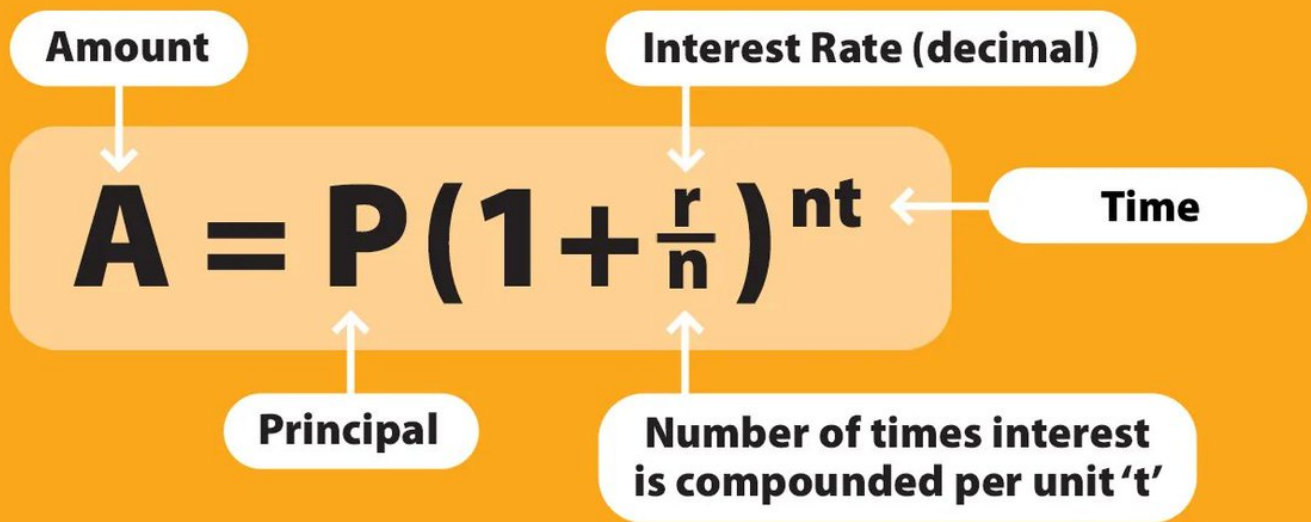 Amount
Interest Rate (decimal)
A = P(1+r/n)^nt
Time
Principal
Number of times interest
is compounded per unit ‘t’